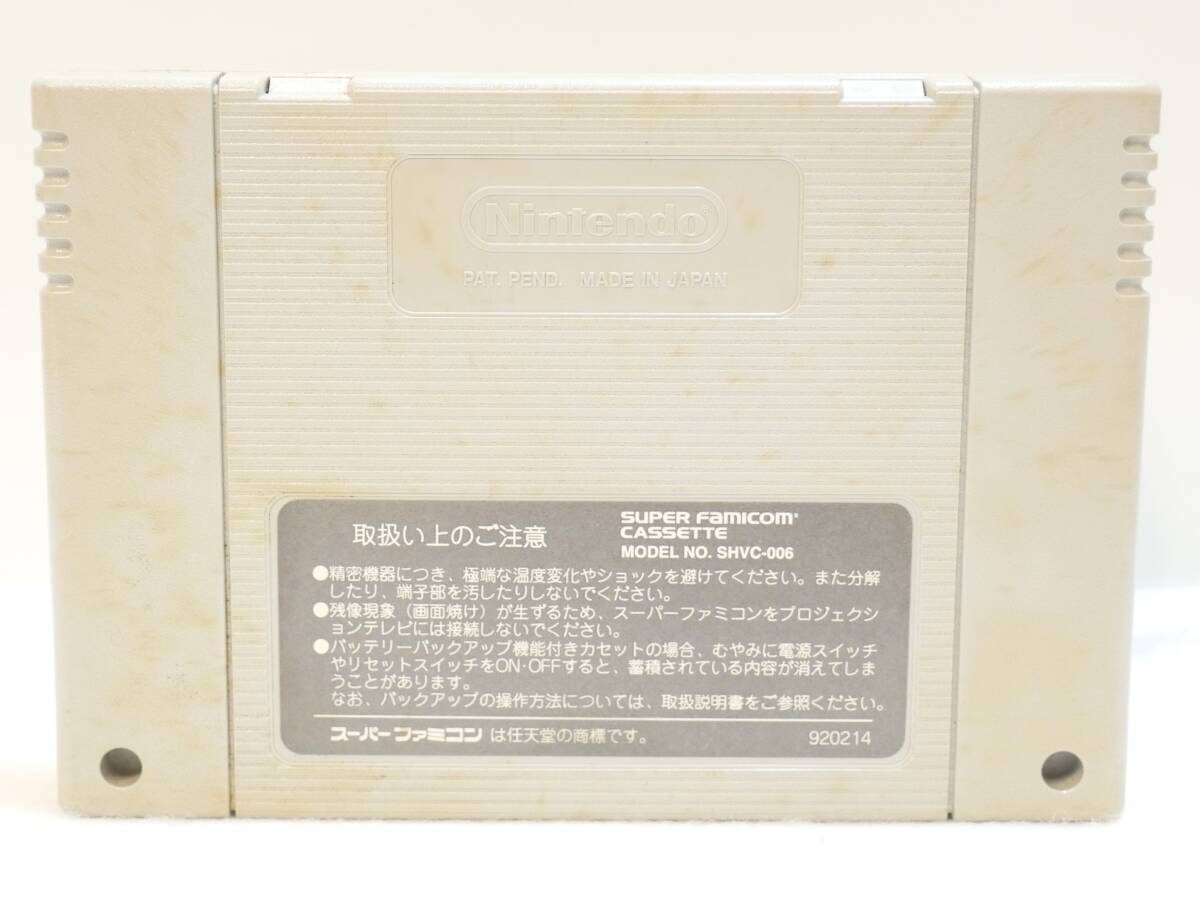 Nintendo
PAT. PEND. MADE IN JAPAN
取扱い上のご注意
SUPER Famicom
CASSETTE
MODEL NO. SHVC-006
●精密機器につき、極端な温度変化やショックを避けてください。また分解
したり、端子部を汚したりしないでください。
●残像現象（画面焼け）が生ずるため、スーパーファミコンをプロジェクシ
ョンテレビには接続しないでください。
●バッテリーバックアップ機能付きカセットの場合、むやみに電源スイッチ
やリセットスイッチをON・OFFすると、蓄積されている内容が消えてしま
うことがあります。
なお、バックアップの操作方法については、取扱説明書をご参照ください。
スーパーファミコン は任天堂の商標です。 920214